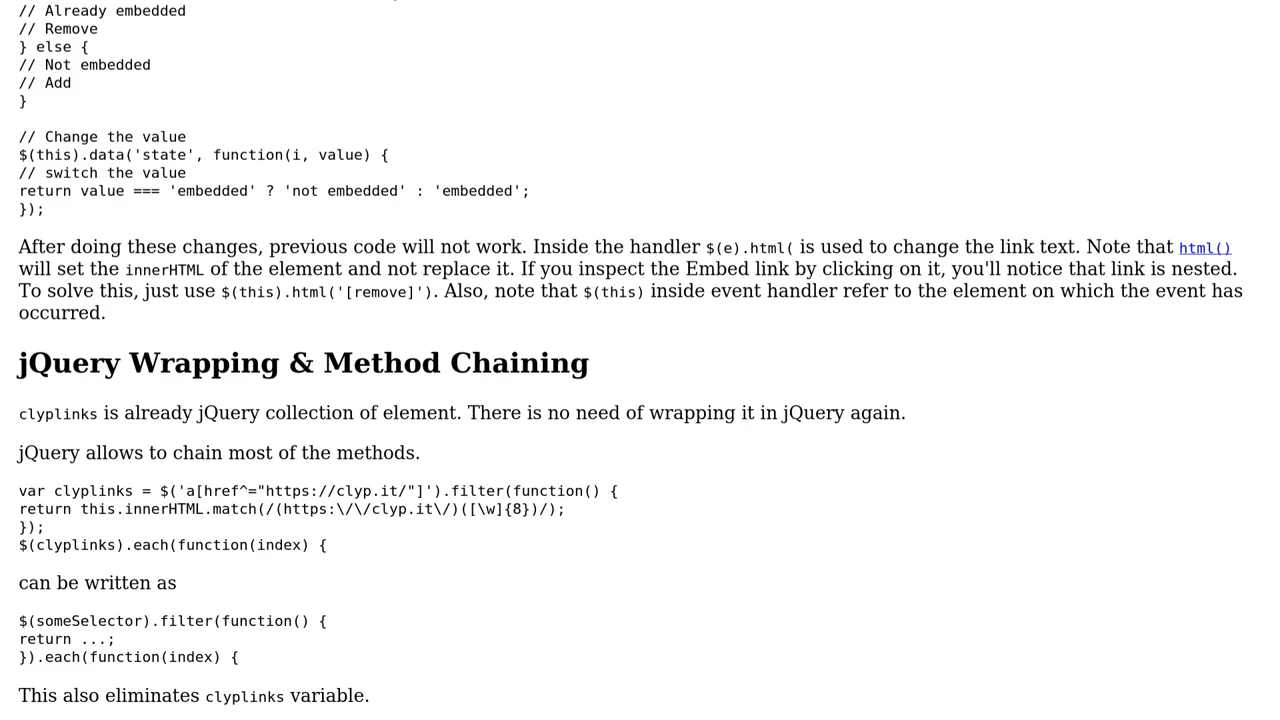 // Already embedded
// Remove
} else {
// Not embedded
// Add
}
// Change the value
$(this).data('state', function(i, value) {
// switch the value
return value === 'embedded' ? 'not embedded' : 'embedded';
});
After doing these changes, previous code will not work. Inside the handler $(e).html( is used to change the link text. Note that html()
will set the innerHTML of the element and not replace it. If you inspect the Embed link by clicking on it, you'll notice that link is nested.
To solve this, just use $(this).html('[remove]'). Also, note that $(this) inside event handler refer to the element on which the event has
occurred.
jQuery Wrapping & Method Chaining
clyplinks is already jQuery collection of element. There is no need of wrapping it in jQuery again.
jQuery allows to chain most of the methods.
var clyplinks = $('a[href^="https://clyp.it/"]').filter(function() {
return this.innerHTML.match(/(https:\/\/clyp.it\/)([\w]{8})/);
});
$(clyplinks).each(function(index) {
can be written as
$(someSelector).filter(function() {
return ...;
}).each(function(index) {
This also eliminates clyplinks variable.